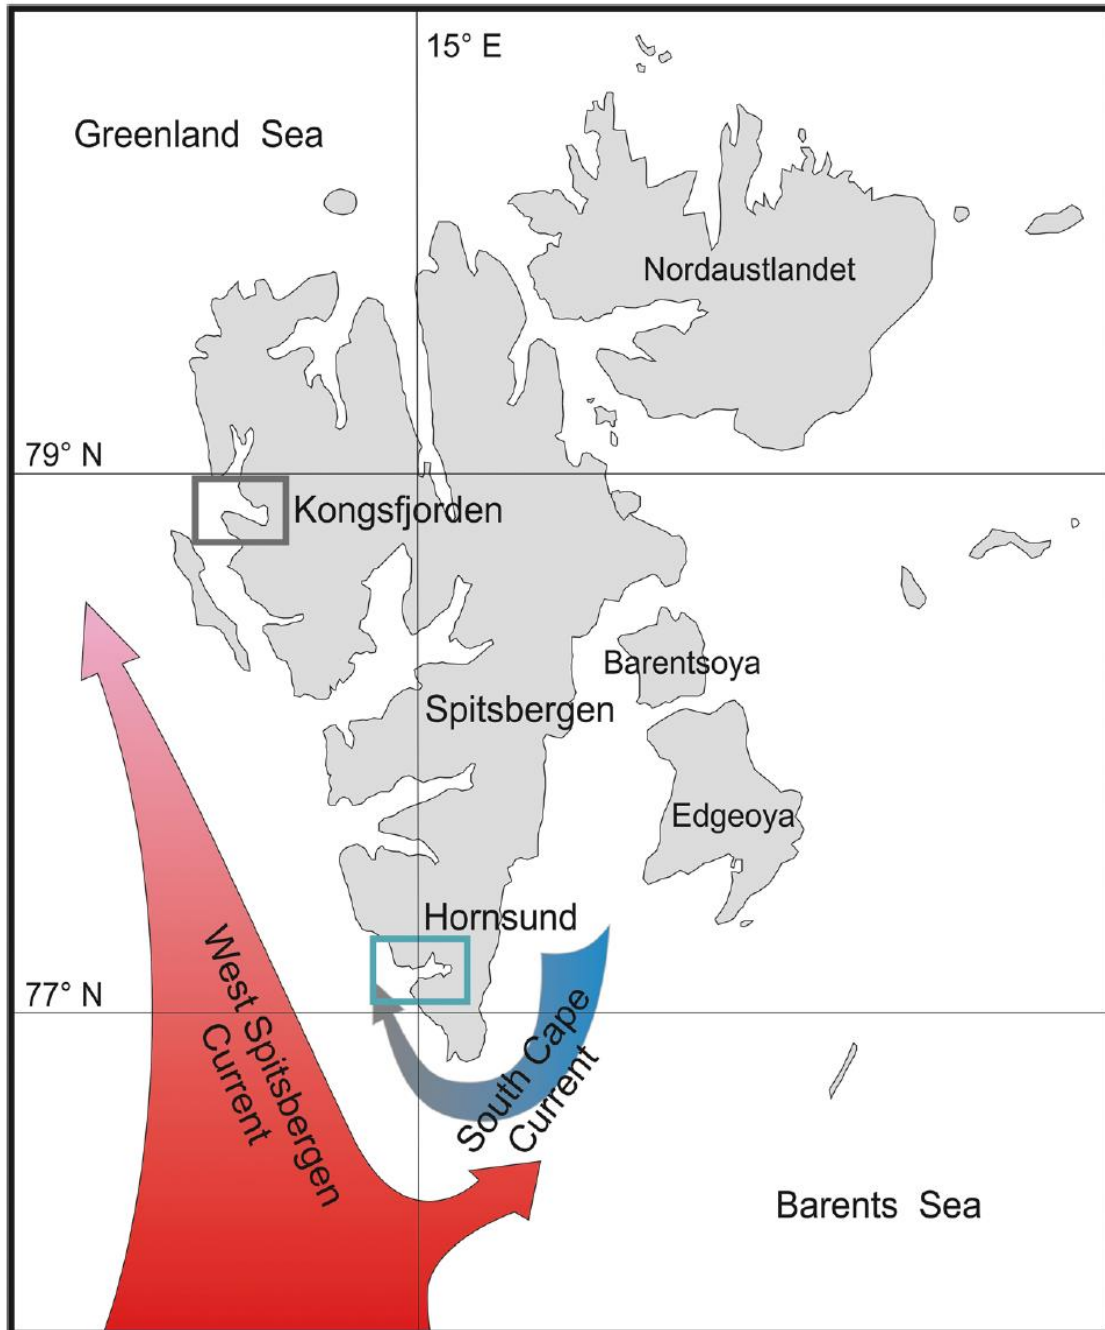 15° E
Greenland Sea
Nordaustlandet
79° N
Kongsfjorden
Barentsoya
Spitsbergen
Edgeoya
Hornsund
77° N
West Spitsbergen
Current
South Cape
Current
Barents Sea